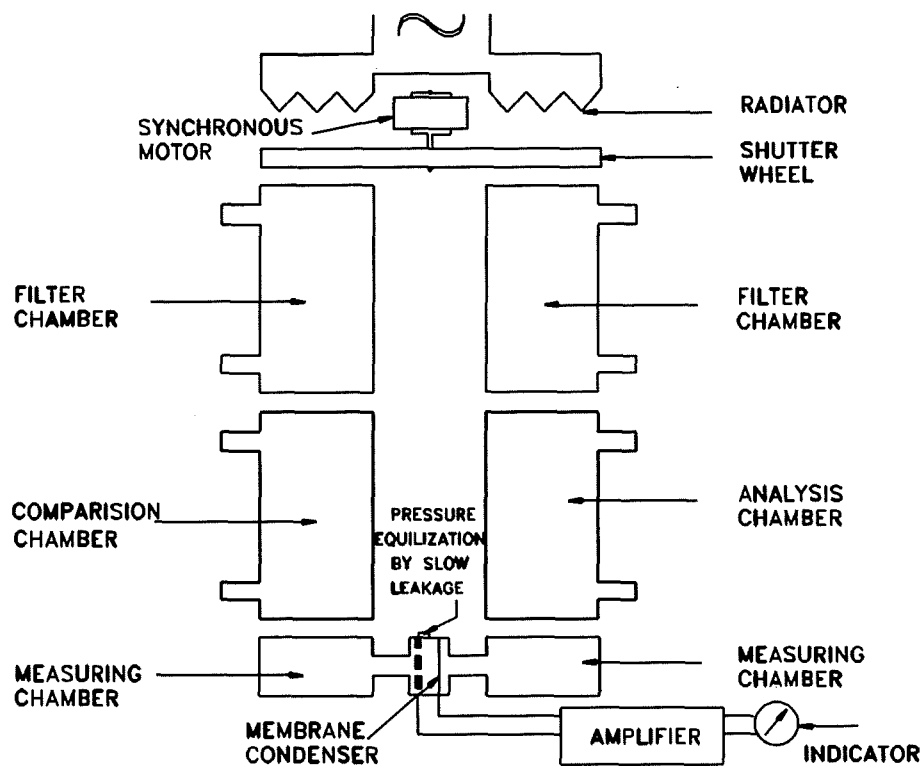 RADIATOR
SYNCHRONOUS
MOTOR
SHUTTER
WHEEL
FILTER
CHAMBER
FILTER
CHAMBER
COMPARISION
CHAMBER
PRESSURE
EQUILIZATION
BY SLOW
LEAKAGE
ANALYSIS
CHAMBER
MEASURING
CHAMBER
MEASURING
CHAMBER
MEMBRANE
CONDENSER
AMPLIFIER
INDICATOR